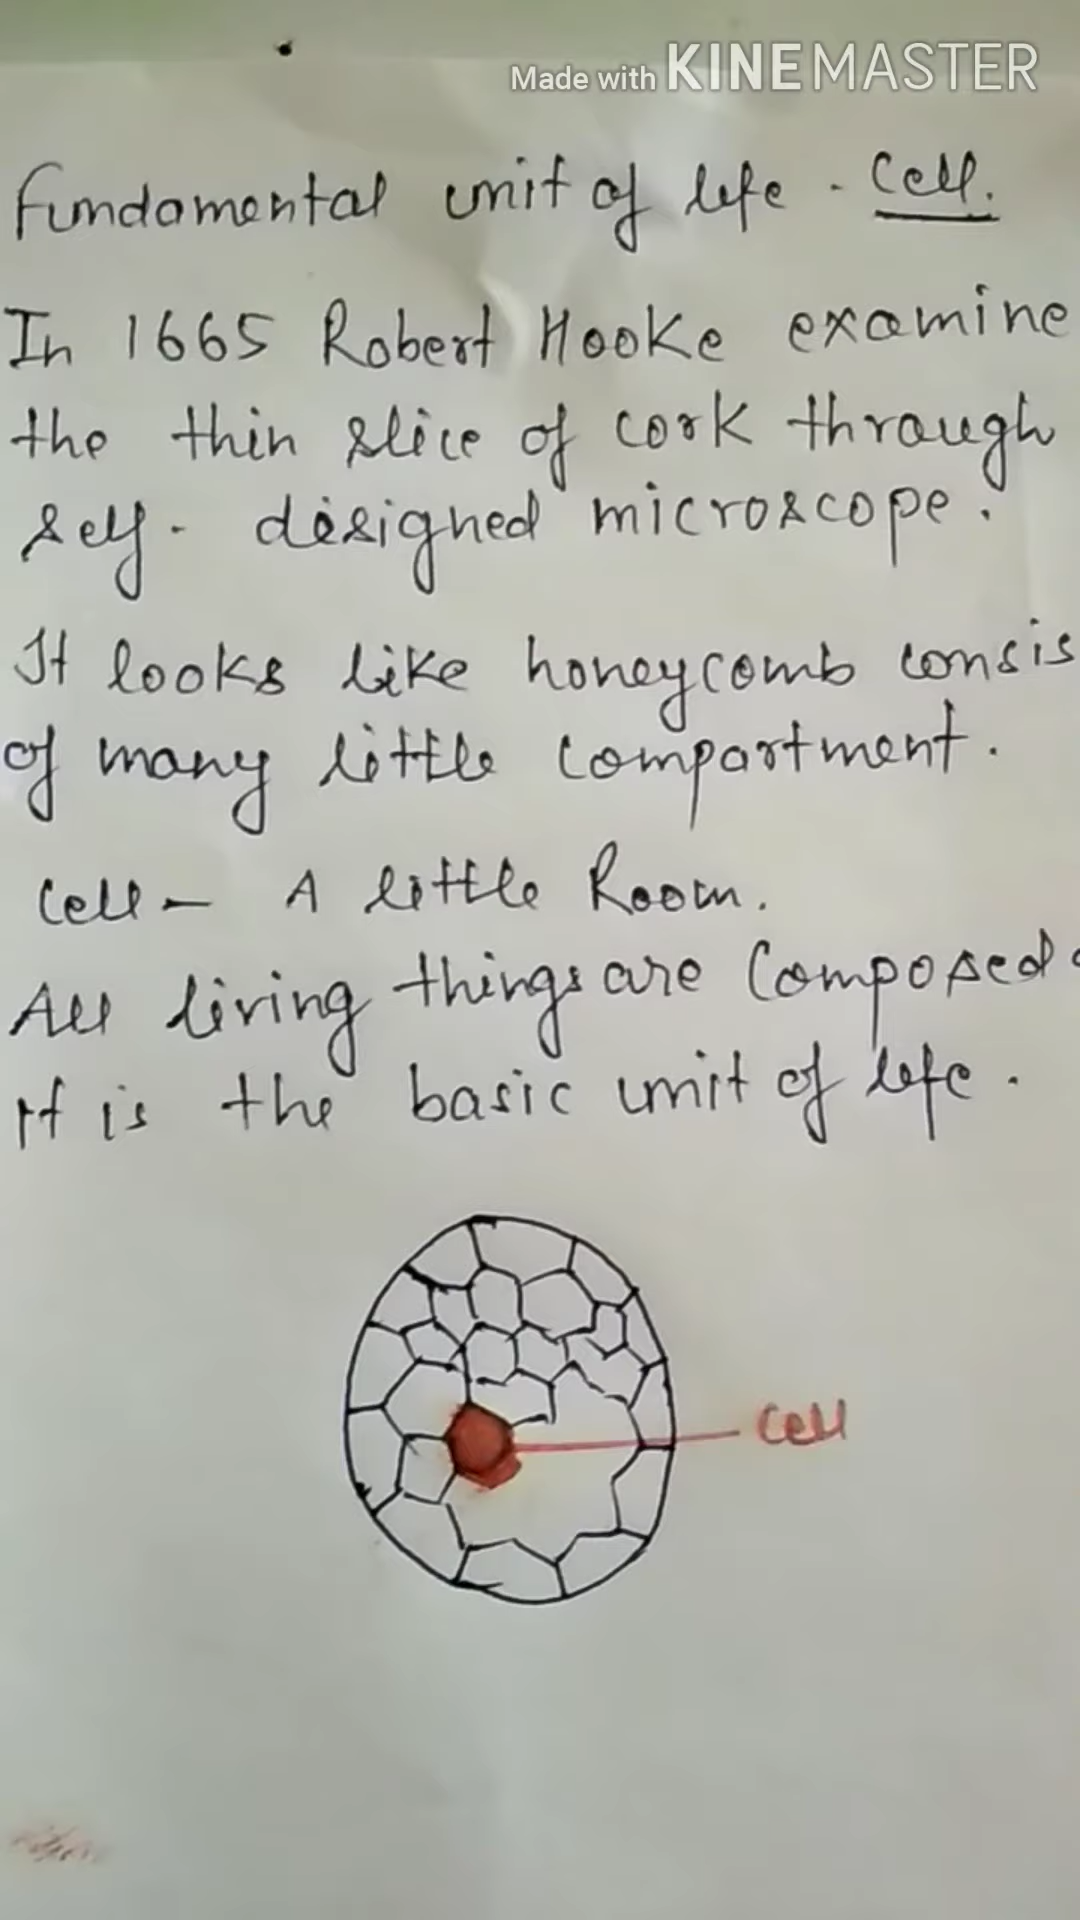 Made with KINEMASTER
Fundamental unit of life - Cell.
In 1665 Robert Hooke examine
the thin slice of cork through
self- designed microscope.
It looks like honeycomb consis
of many little compartment.
Cell – A little Room.
All living things are Composed
It is the basic unit of life.
Cell